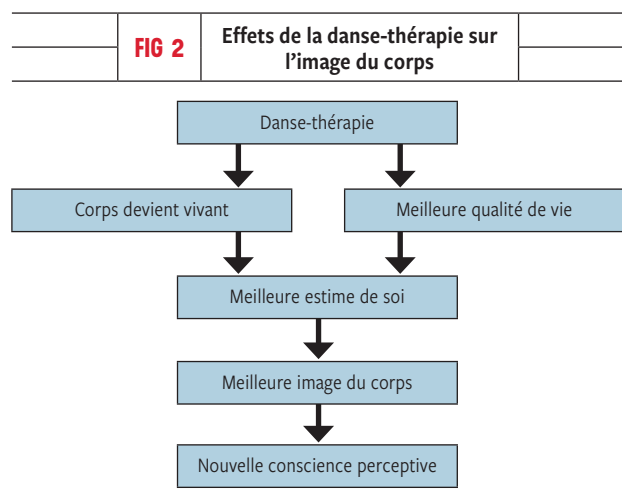 FIG 2
Effets de la danse-thérapie sur
l’image du corps
Danse-thérapie
Corps devient vivant
Meilleure qualité de vie
Meilleure estime de soi
Meilleure image du corps
Nouvelle conscience perceptive